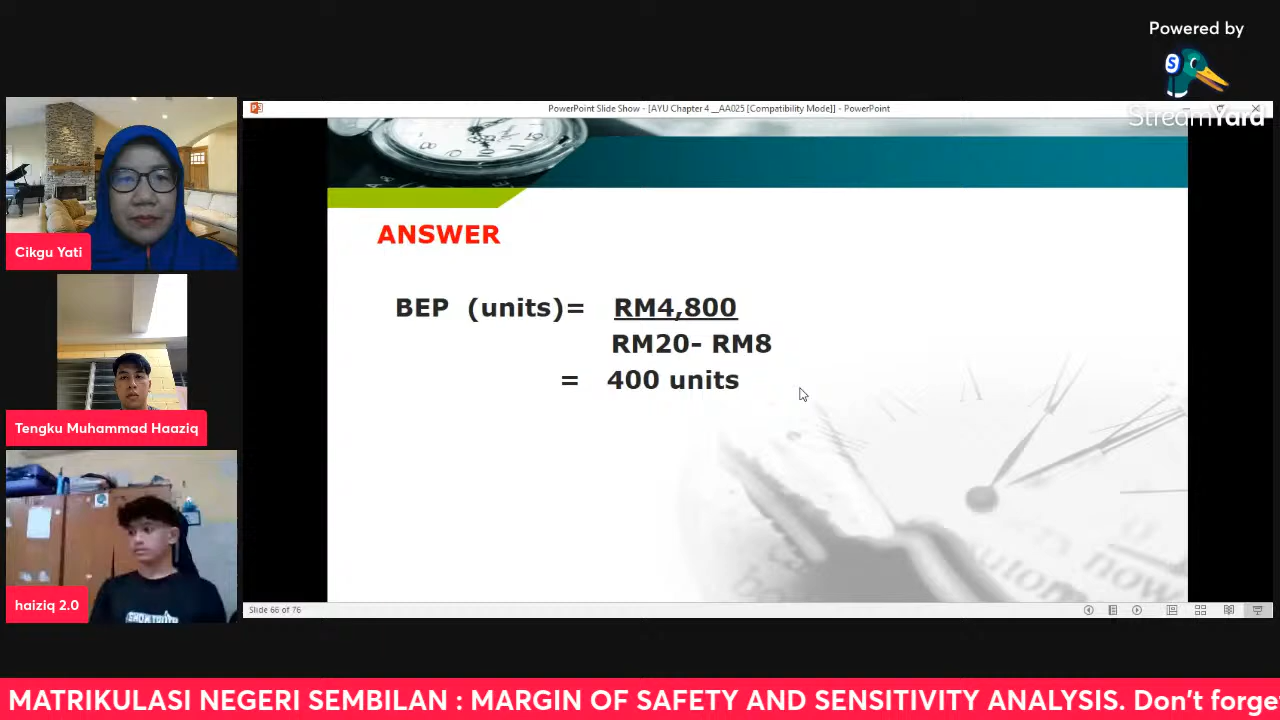 Powered by
S
StreamYard
PowerPoint Slide Show - [AYU Chapter 4 __AA025 [Compatibility Mode]] - PowerPoint
ANSWER
BEP (units)= RM4,800
RM20- RM8
= 400 units
Slide 66 of 76
Cikgu Yati
Tengku Muhammad Haaziq
haiziq 2.0
MATRIKULASI NEGERI SEMBILAN : MARGIN OF SAFETY AND SENSITIVITY ANALYSIS. Don't forge